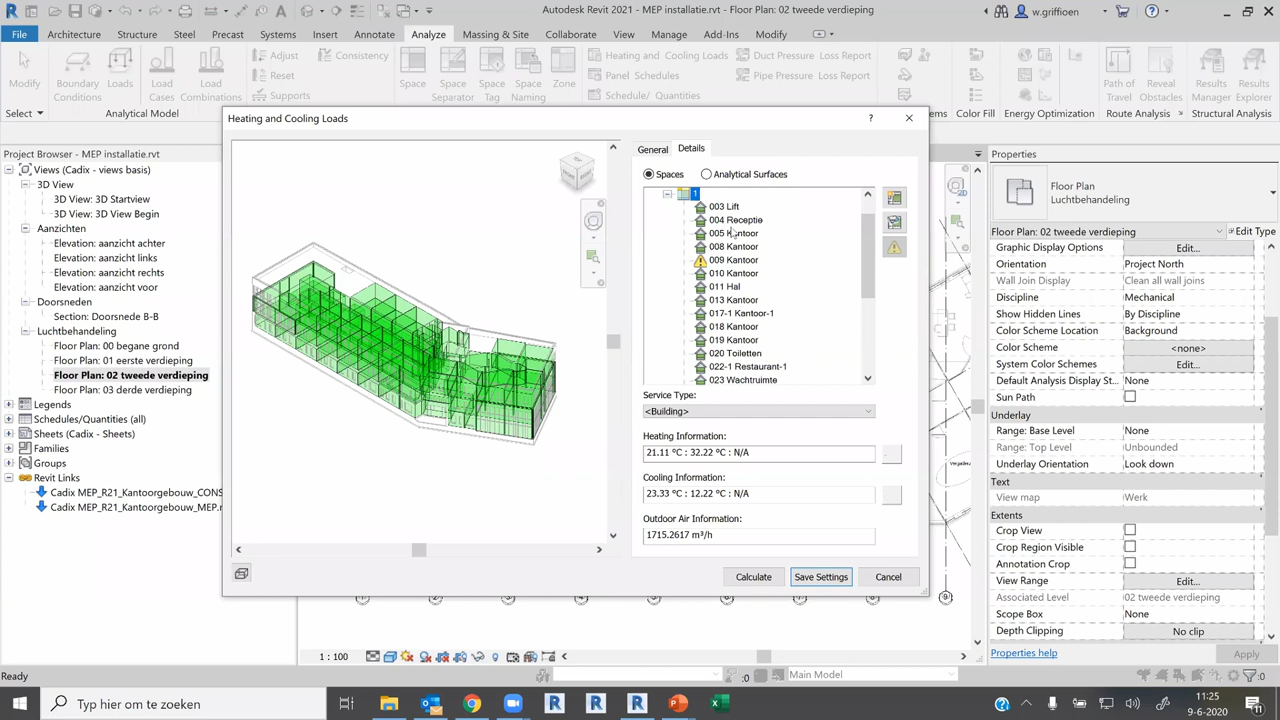 Autodesk Revit 2021 - MEP installatie.rvt - Floor Plan: 02 tweede verdieping
w.griffioen
File Architecture Structure Steel Precast Systems Insert Annotate Analyze Massing & Site Collaborate View Manage Add-Ins Modify
Modify
Boundary Conditions
Loads
Load Cases
Load Combinations
Adjust
Reset
Supports
Consistency
Space
Space Separator
Space Tag
Space Naming
Zone
Heating and Cooling Loads
Panel Schedules
Schedule/ Quantities
Duct Pressure Loss Report
Pipe Pressure Loss Report
Path of Travel
Reveal Obstacles
Results Manager
Results Explorer
Select
Analytical Model
Color Fill
Energy Optimization
Route Analysis
Structural Analysis
Project Browser - MEP installatie.rvt
Views (Cadix - views basis)
3D View
3D View: 3D Startview
3D View: 3D View Begin
Aanzichten
Elevation: aanzicht achter
Elevation: aanzicht links
Elevation: aanzicht rechts
Elevation: aanzicht voor
Doorsneden
Section: Doorsnede B-B
Luchtbehandeling
Floor Plan: 00 begane grond
Floor Plan: 01 eerste verdieping
Floor Plan: 02 tweede verdieping
Floor Plan: 03 derde verdieping
Legends
Schedules/Quantities (all)
Sheets (Cadix - Sheets)
Families
Groups
Revit Links
Cadix MEP_R21_Kantoorgebouw_CONS
Cadix MEP_R21_Kantoorgebouw_MEP.r
Heating and Cooling Loads
?
General Details
Spaces Analytical Surfaces
1
003 Lift
004 Receptie
005 Kantoor
008 Kantoor
009 Kantoor
010 Kantoor
011 Hal
013 Kantoor
017-1 Kantoor-1
018 Kantoor
019 Kantoor
020 Toiletten
022-1 Restaurant-1
023 Wachtruimte
Service Type:
<Building>
Heating Information:
21.11 °C : 32.22 °C : N/A
Cooling Information:
23.33 °C : 12.22 °C : N/A
Outdoor Air Information:
1715.2617 m³/h
Calculate Save Settings Cancel
Properties
Floor Plan
Luchtbehandeling
Floor Plan: 02 tweede verdieping Edit Type
Graphic Display Options Edit...
Orientation Project North
Wall Join Display Clean all wall joins
Discipline Mechanical
Show Hidden Lines By Discipline
Color Scheme Location Background
Color Scheme <none>
System Color Schemes Edit...
Default Analysis Display St... None
Sun Path
Underlay
Range: Base Level None
Range: Top Level Unbounded
Underlay Orientation Look down
Text
View map Werk
Extents
Crop View
Crop Region Visible
Annotation Crop
View Range Edit...
Associated Level 02 tweede verdieping
Scope Box None
Depth Clipping No clip
Properties help Apply
1 : 100
Ready
:0
Main Model
:0
Typ hier om te zoeken
11:25
9-6-2020